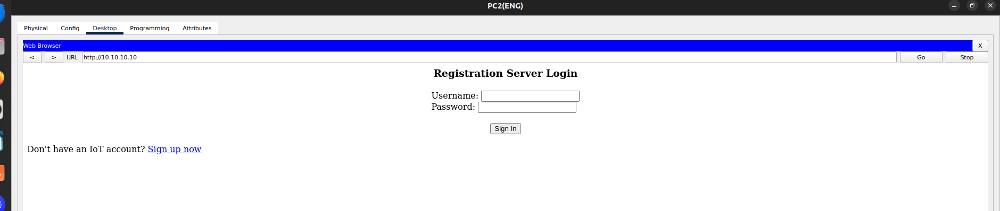 PC2(ENG)
Physical Config Desktop Programming Attributes
Web Browser X
< > URL http://10.10.10.10 Go Stop
Registration Server Login
Username:
Password:
Sign In
Don't have an IoT account? Sign up now